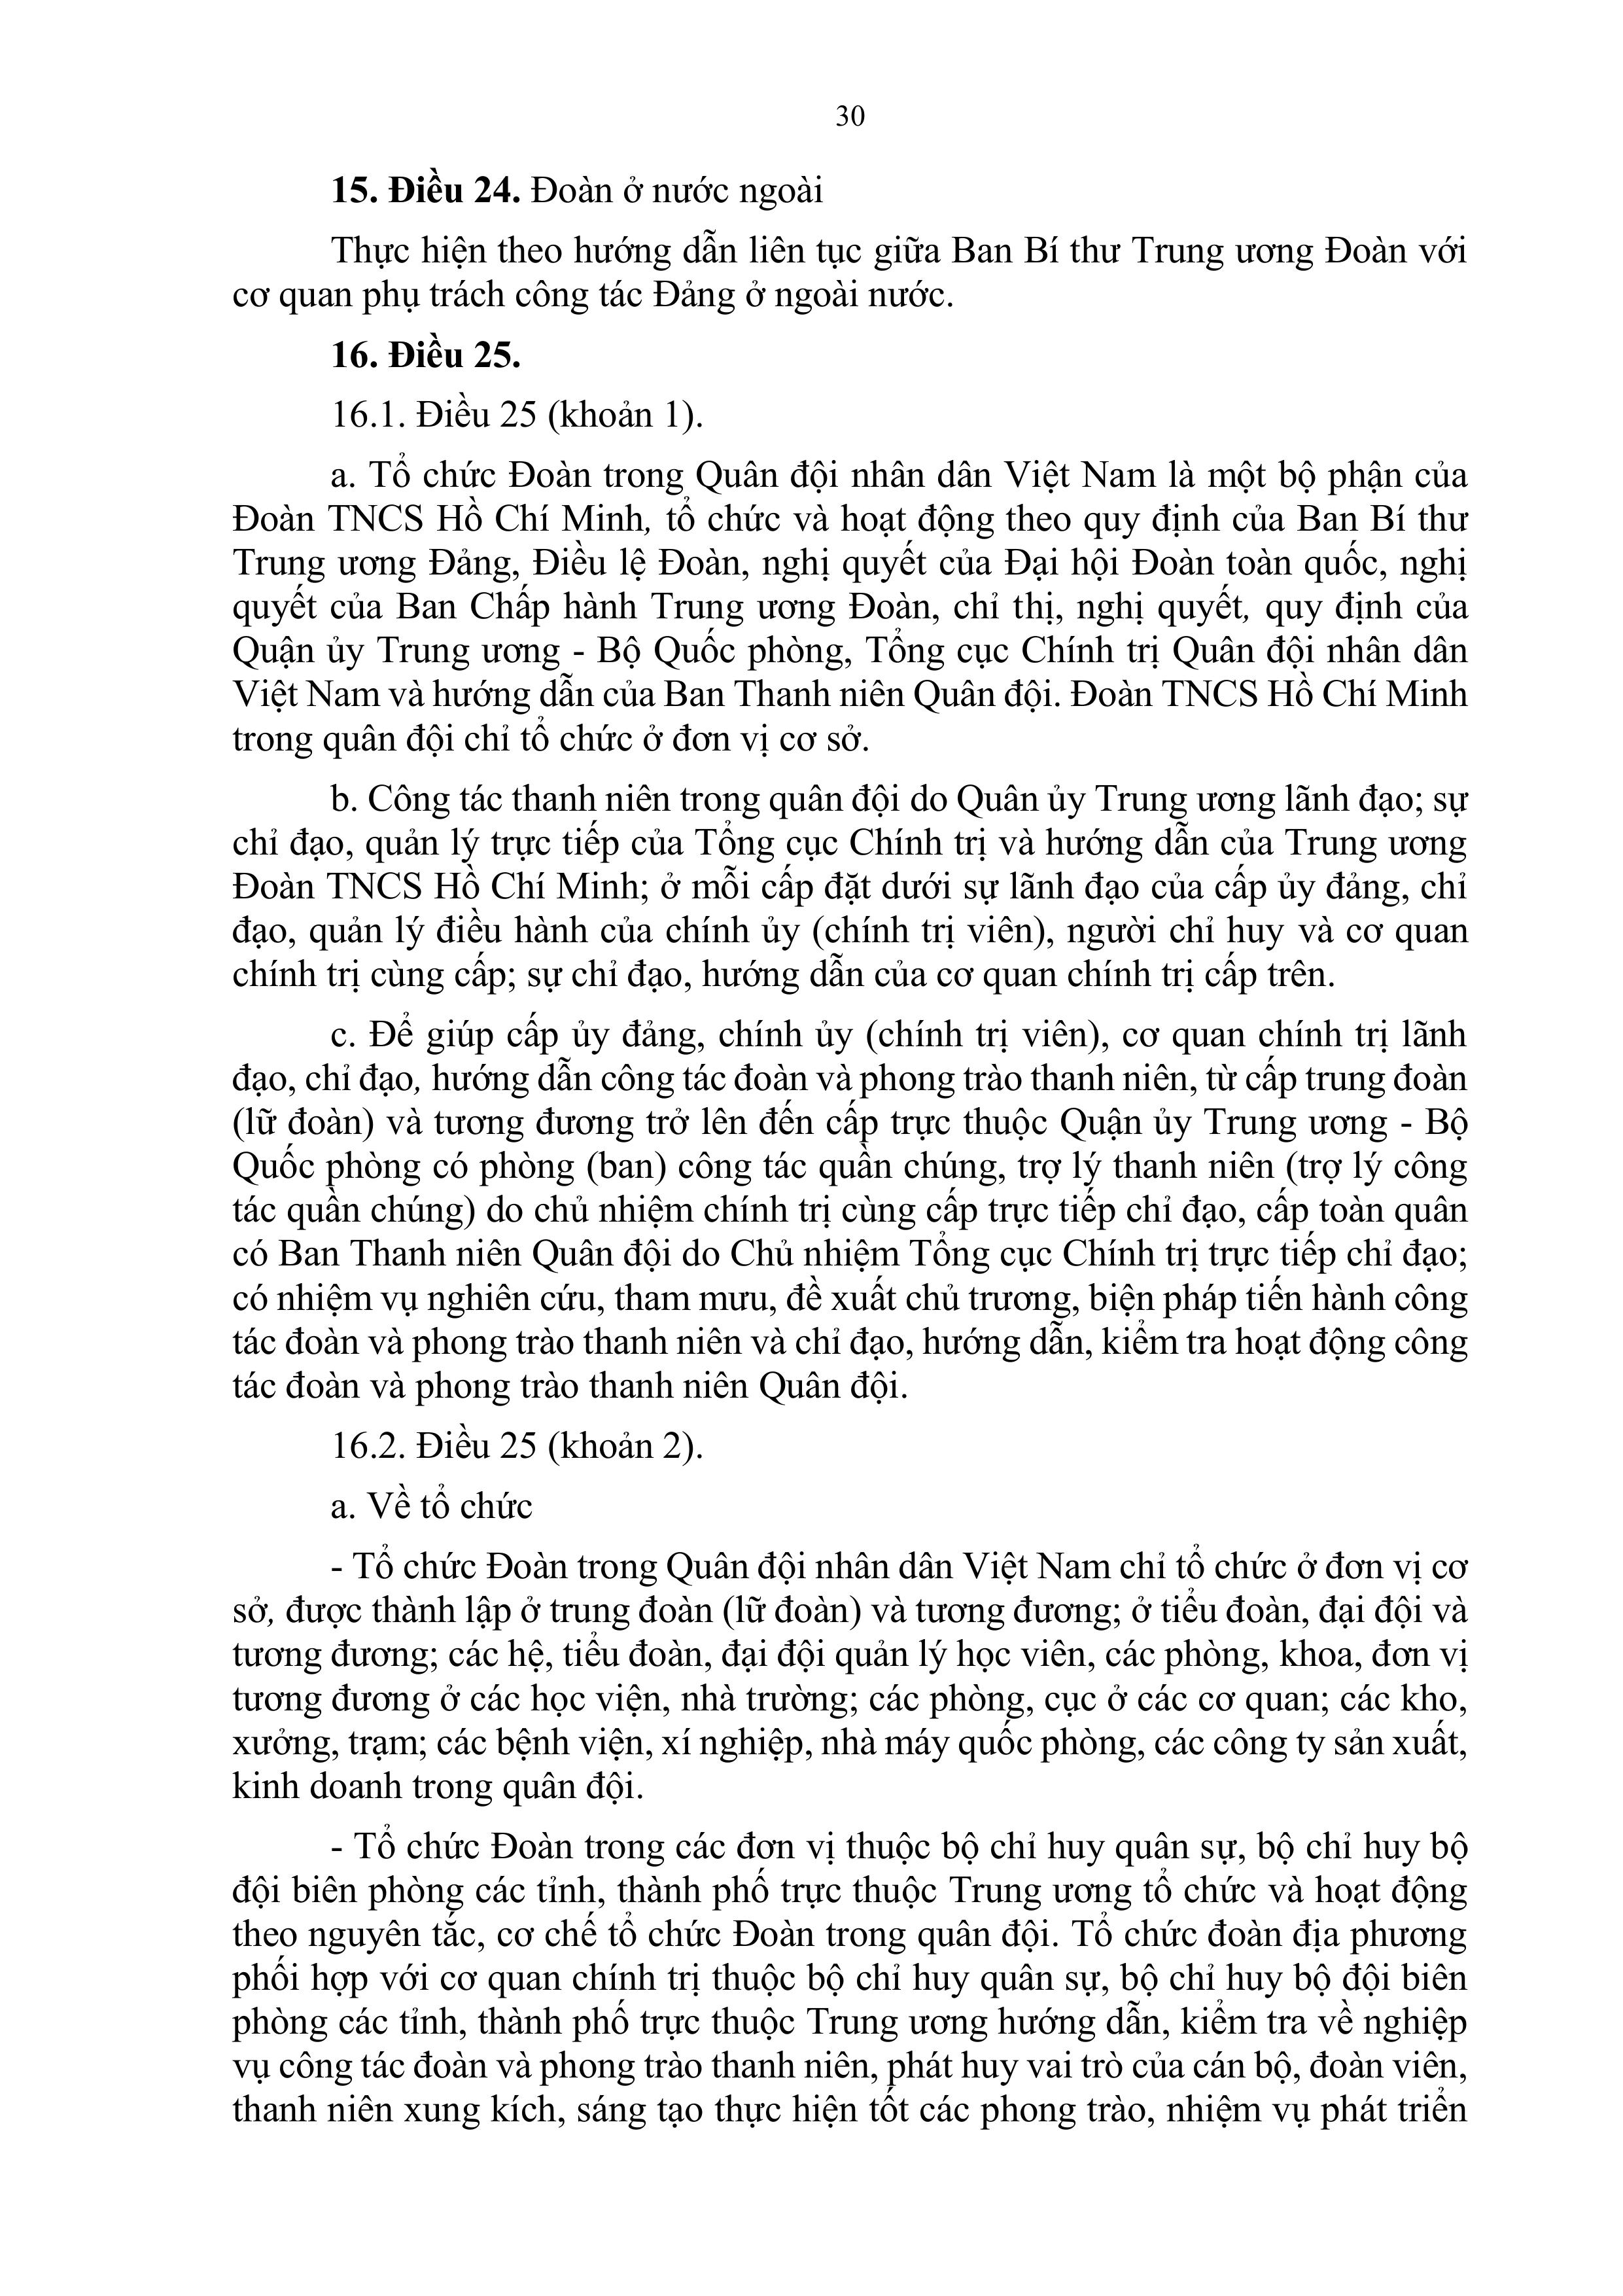 30
15. Điều 24. Đoàn ở nước ngoài
Thực hiện theo hướng dẫn liên tục giữa Ban Bí thư Trung ương Đoàn với
cơ quan phụ trách công tác Đảng ở ngoài nước.
16. Điều 25.
16.1. Điều 25 (khoản 1).
a. Tổ chức Đoàn trong Quân đội nhân dân Việt Nam là một bộ phận của
Đoàn TNCS Hồ Chí Minh, tổ chức và hoạt động theo quy định của Ban Bí thư
Trung ương Đảng, Điều lệ Đoàn, nghị quyết của Đại hội Đoàn toàn quốc, nghị
quyết của Ban Chấp hành Trung ương Đoàn, chỉ thị, nghị quyết, quy định của
Quận ủy Trung ương - Bộ Quốc phòng, Tổng cục Chính trị Quân đội nhân dân
Việt Nam và hướng dẫn của Ban Thanh niên Quân đội. Đoàn TNCS Hồ Chí Minh
trong quân đội chỉ tổ chức ở đơn vị cơ sở.
b. Công tác thanh niên trong quân đội do Quân ủy Trung ương lãnh đạo; sự
chỉ đạo, quản lý trực tiếp của Tổng cục Chính trị và hướng dẫn của Trung ương
Đoàn TNCS Hồ Chí Minh; ở mỗi cấp đặt dưới sự lãnh đạo của cấp ủy đảng, chỉ
đạo, quản lý điều hành của chính ủy (chính trị viên), người chỉ huy và cơ quan
chính trị cùng cấp; sự chỉ đạo, hướng dẫn của cơ quan chính trị cấp trên.
c. Để giúp cấp ủy đảng, chính ủy (chính trị viên), cơ quan chính trị lãnh
đạo, chỉ đạo, hướng dẫn công tác đoàn và phong trào thanh niên, từ cấp trung đoàn
(lữ đoàn) và tương đương trở lên đến cấp trực thuộc Quận ủy Trung ương - Bộ
Quốc phòng có phòng (ban) công tác quần chúng, trợ lý thanh niên (trợ lý công
tác quần chúng) do chủ nhiệm chính trị cùng cấp trực tiếp chỉ đạo, cấp toàn quân
có Ban Thanh niên Quân đội do Chủ nhiệm Tổng cục Chính trị trực tiếp chỉ đạo;
có nhiệm vụ nghiên cứu, tham mưu, đề xuất chủ trương, biện pháp tiến hành công
tác đoàn và phong trào thanh niên và chỉ đạo, hướng dẫn, kiểm tra hoạt động công
tác đoàn và phong trào thanh niên Quân đội.
16.2. Điều 25 (khoản 2).
a. Về tổ chức
- Tổ chức Đoàn trong Quân đội nhân dân Việt Nam chỉ tổ chức ở đơn vị cơ
sở, được thành lập ở trung đoàn (lữ đoàn) và tương đương; ở tiểu đoàn, đại đội và
tương đương; các hệ, tiểu đoàn, đại đội quản lý học viên, các phòng, khoa, đơn vị
tương đương ở các học viện, nhà trường; các phòng, cục ở các cơ quan; các kho,
xưởng, trạm; các bệnh viện, xí nghiệp, nhà máy quốc phòng, các công ty sản xuất,
kinh doanh trong quân đội.
- Tổ chức Đoàn trong các đơn vị thuộc bộ chỉ huy quân sự, bộ chỉ huy bộ
đội biên phòng các tỉnh, thành phố trực thuộc Trung ương tổ chức và hoạt động
theo nguyên tắc, cơ chế tổ chức Đoàn trong quân đội. Tổ chức đoàn địa phương
phối hợp với cơ quan chính trị thuộc bộ chỉ huy quân sự, bộ chỉ huy bộ đội biên
phòng các tỉnh, thành phố trực thuộc Trung ương hướng dẫn, kiểm tra về nghiệp
vụ công tác đoàn và phong trào thanh niên, phát huy vai trò của cán bộ, đoàn viên,
thanh niên xung kích, sáng tạo thực hiện tốt các phong trào, nhiệm vụ phát triển